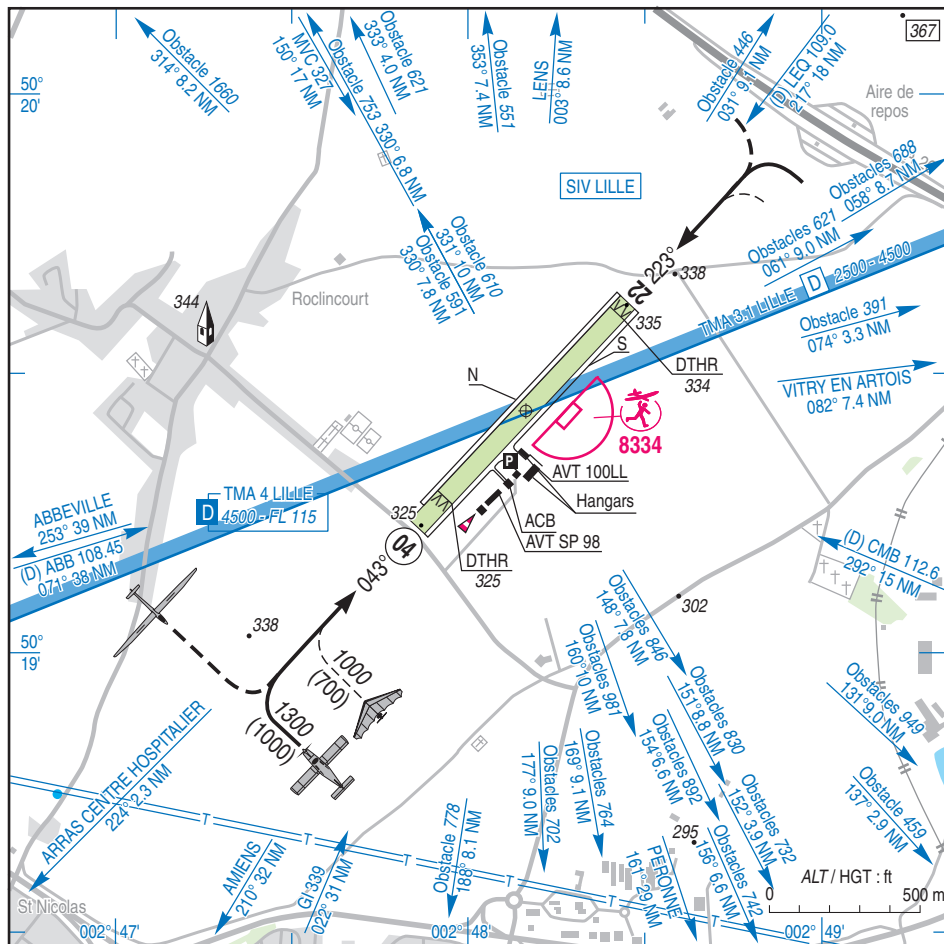 367
50°
20'
Obstacle 1660
314° 8.2 NM
MVC 327
150° 17 NM
Obstacle 753
330° 6.8 NM
Obstacle 621
333° 4.0 NM
Obstacle 551
353° 7.4 NM
LENS
003° 8.6 NM
Obstacle 446
031° 9.1 NM
(D) LEQ 109.0
217° 18 NM
Aire de
repos
SIV LILLE
Obstacles 688
058° 8.7 NM
Obstacles 621
061° 9.0 NM
Obstacle 610
331° 10 NM
Obstacle 591
330° 7.8 NM
223°
338
22
Roclincourt
344
TMA 3.1 LILLE D 2500 - 4500
335
Obstacle 391
074° 3.3 NM
S
N
DTHR
334
VITRY EN ARTOIS
082° 7.4 NM
8334
P
AVT 100LL
Hangars
ACB
AVT SP 98
TMA 4 LILLE
D
4500 - FL 115
325
04
DTHR
325
043°
ABBEVILLE
253° 39 NM
(D) ABB 108.45
071° 38 NM
(D) CMB 112.6
292° 15 NM
302
338
50°
19'
1000
(700)
1300
(1000)
Obstacles 846
148° 7.8 NM
Obstacles 981
160° 10 NM
Obstacles 830
151° 8.8 NM
Obstacles 949
131° 9.0 NM
Obstacles 892
154° 6.6 NM
Obstacles 732
152° 3.9 NM
Obstacle 459
137° 2.9 NM
ARRAS CENTRE HOSPITALIER
224° 2.3 NM
Obstacles 764
169° 9.1 NM
Obstacles 702
177° 9.0 NM
Obstacle 778
188° 8.1 NM
Obstacles 742
156° 6.6 NM
295
PERONNE
161° 29 NM
AMIENS
210° 32 NM
GI 339
022° 31 NM
T
T
T
T
T
T
ALT / HGT : ft
0
500 m
St Nicolas
002° 47'
002° 48'
002° 49'